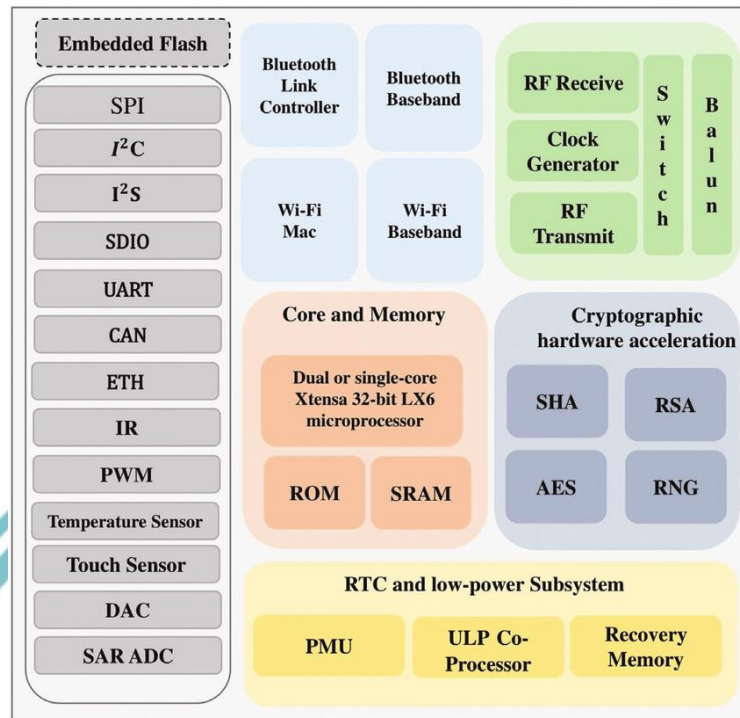 Embedded Flash
SPI
I²C
I²S
SDIO
UART
CAN
ETH
IR
PWM
Temperature Sensor
Touch Sensor
DAC
SAR ADC
Bluetooth
Link
Controller
Bluetooth
Baseband
Wi-Fi
Mac
Wi-Fi
Baseband
RF Receive
Clock
Generator
RF
Transmit
Switch
Balun
Core and Memory
Dual or single-core
Xtensa 32-bit LX6
microprocessor
ROM
SRAM
Cryptographic
hardware acceleration
SHA
RSA
AES
RNG
RTC and low-power Subsystem
PMU
ULP Co-
Processor
Recovery
Memory